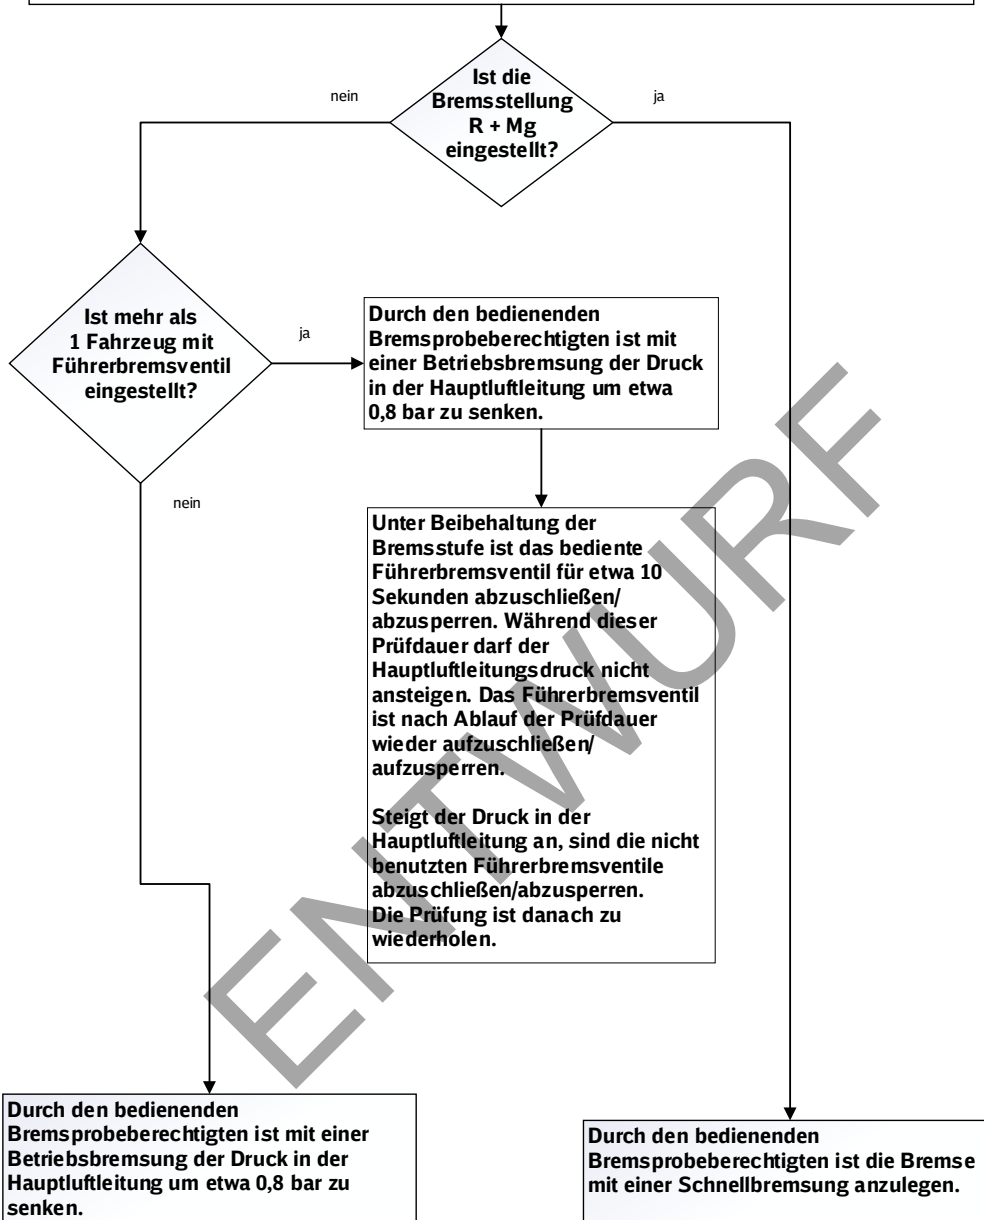 Ist die
Bremsstellung
R + Mg
eingestellt?
nein
ja
Ist mehr als
1 Fahrzeug mit
Führerbremsventil
eingestellt?
ja
nein
Durch den bedienenden
Bremsprobeberechtigten ist mit
einer Betriebsbremsung der Druck
in der Hauptluftleitung um etwa
0,8 bar zu senken.
Unter Beibehaltung der
Bremsstufe ist das bediente
Führerbremsventil für etwa 10
Sekunden abzuschließen/
abzusperren. Während dieser
Prüfdauer darf der
Hauptluftleitungsdruck nicht
ansteigen. Das Führerbremsventil
ist nach Ablauf der Prüfdauer
wieder aufzuschließen/
aufzusperren.
Steigt der Druck in der
Hauptluftleitung an, sind die nicht
benutzten Führerbremsventile
abzuschließen/abzusperren.
Die Prüfung ist danach zu
wiederholen.
ENTWURF
Durch den bedienenden
Bremsprobeberechtigten ist mit einer
Betriebsbremsung der Druck in der
Hauptluftleitung um etwa 0,8 bar zu
senken.
Durch den bedienenden
Bremsprobeberechtigten ist die Bremse
mit einer Schnellbremsung anzulegen.